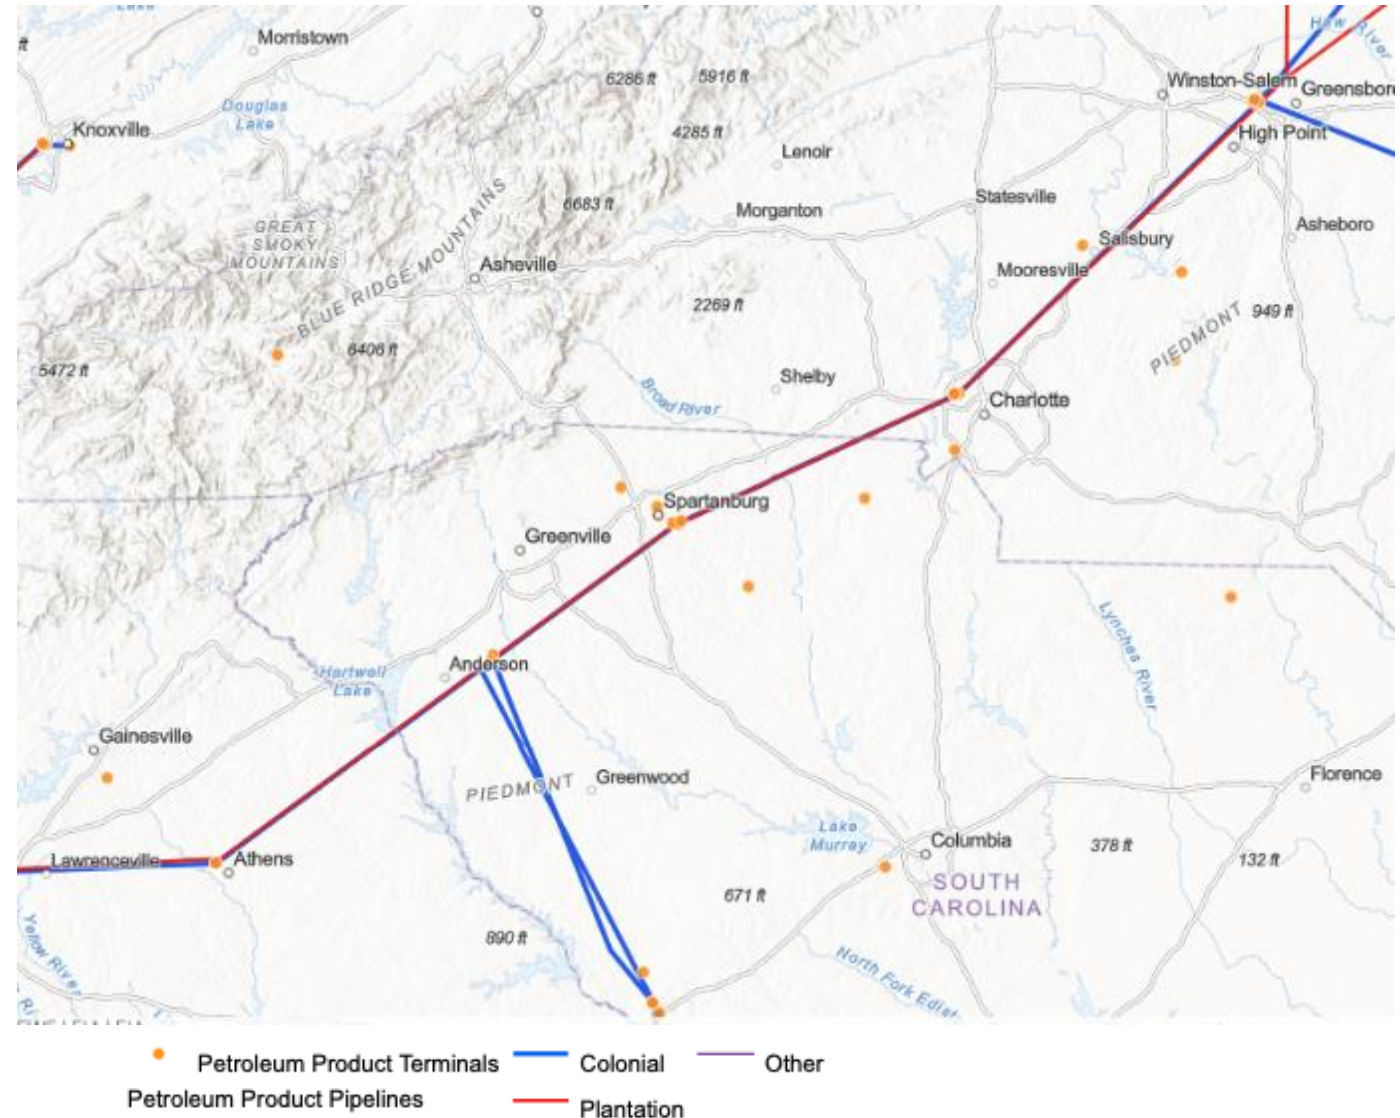 Lake
ft
Morristown
6286 ft
5916 ft
Haw River
Winston-Salem
Greensboro
Douglas
Lake
Knoxville
4285 ft
High Point
Lenoir
6683 ft
Statesville
Morganton
GREAT
SMOKY
MOUNTAINS
BLUE RIDGE MOUNTAINS
Asheville
Salisbury
Asheboro
Mooresville
2269 ft
PIEDMONT
949 ft
5472 ft
6406 ft
Shelby
Broad River
Charlotte
Spartanburg
Greenville
Lynches River
Hartwell
Lake
Anderson
Gainesville
PIEDMONT
Greenwood
Florence
Lake
Murray
Columbia
378 ft
132 ft
Lawrenceville
Athens
671 ft
SOUTH
CAROLINA
890 ft
Yellow River
North Fork Edist
Ri
Petroleum Product Terminals
Colonial
Other
Petroleum Product Pipelines
Plantation